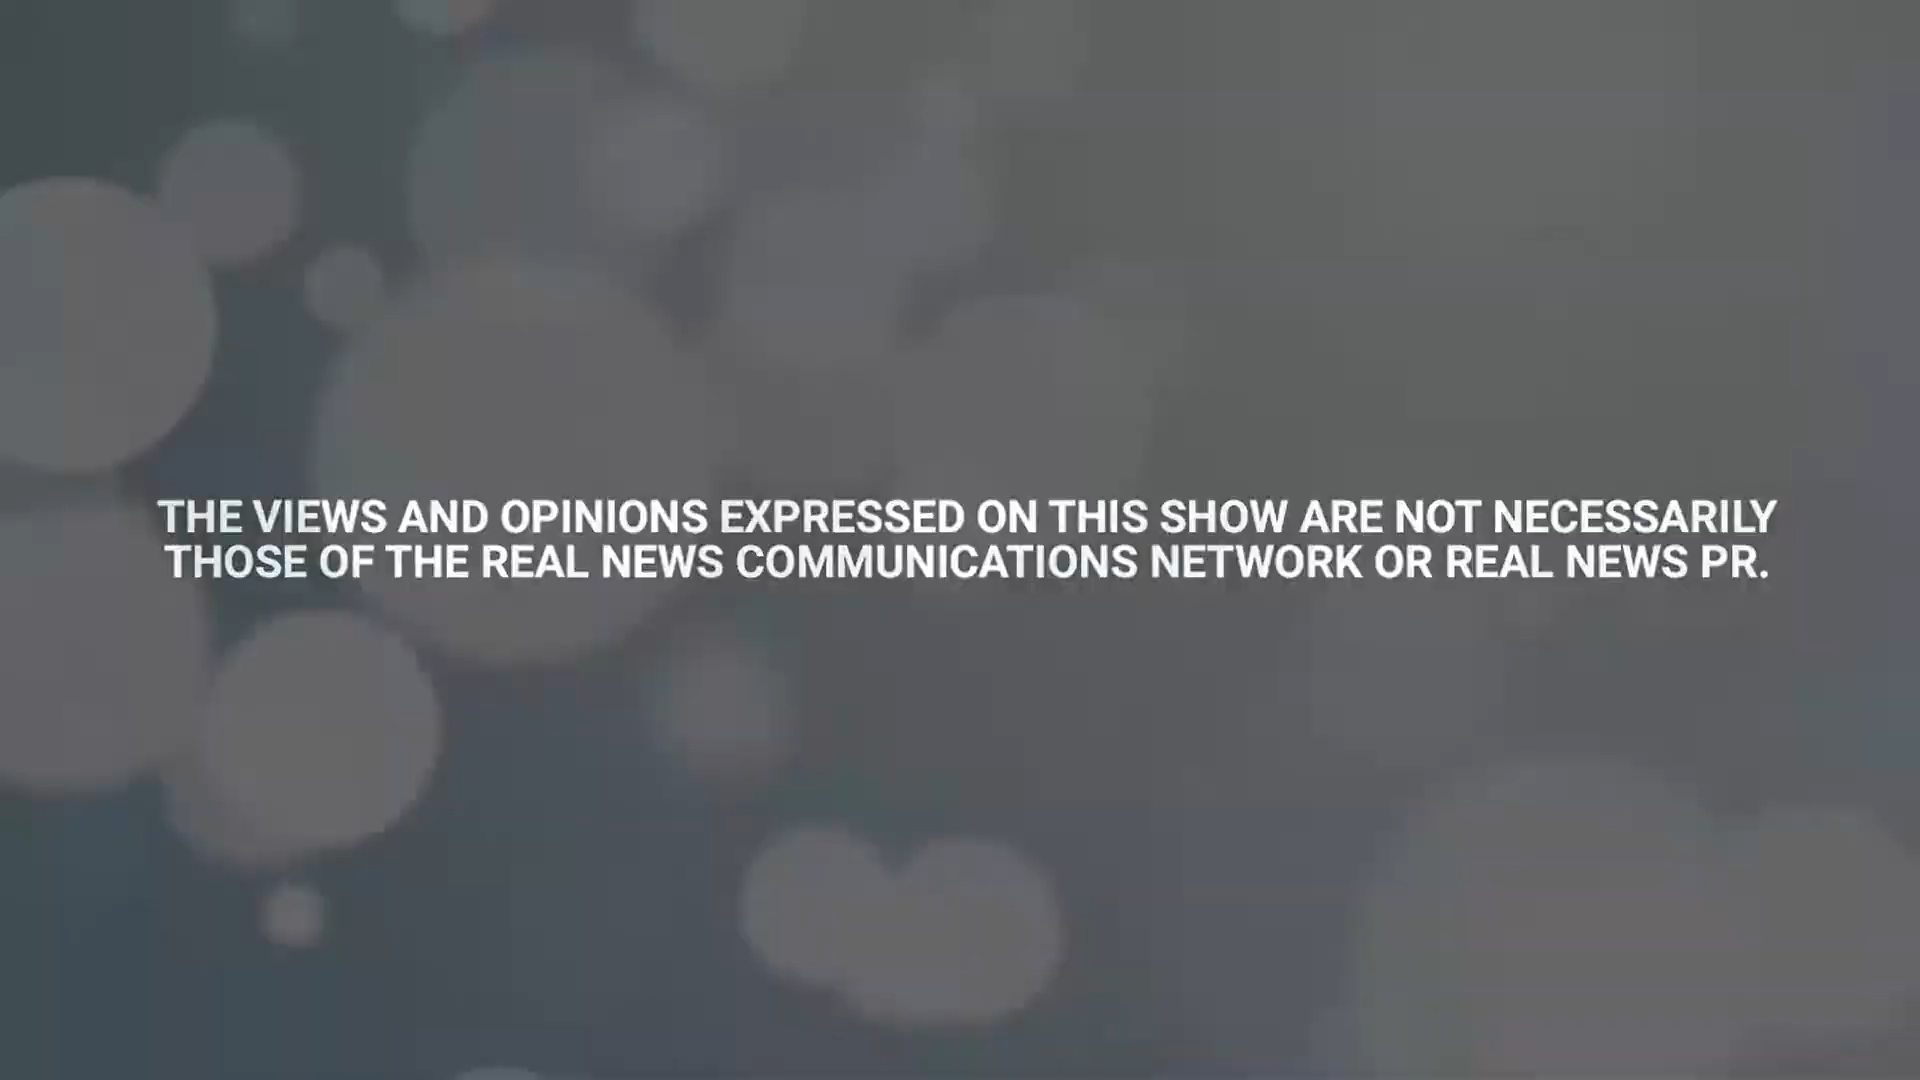 THE VIEWS AND OPINIONS EXPRESSED ON THIS SHOW ARE NOT NECESSARILY
THOSE OF THE REAL NEWS COMMUNICATIONS NETWORK OR REAL NEWS PR.